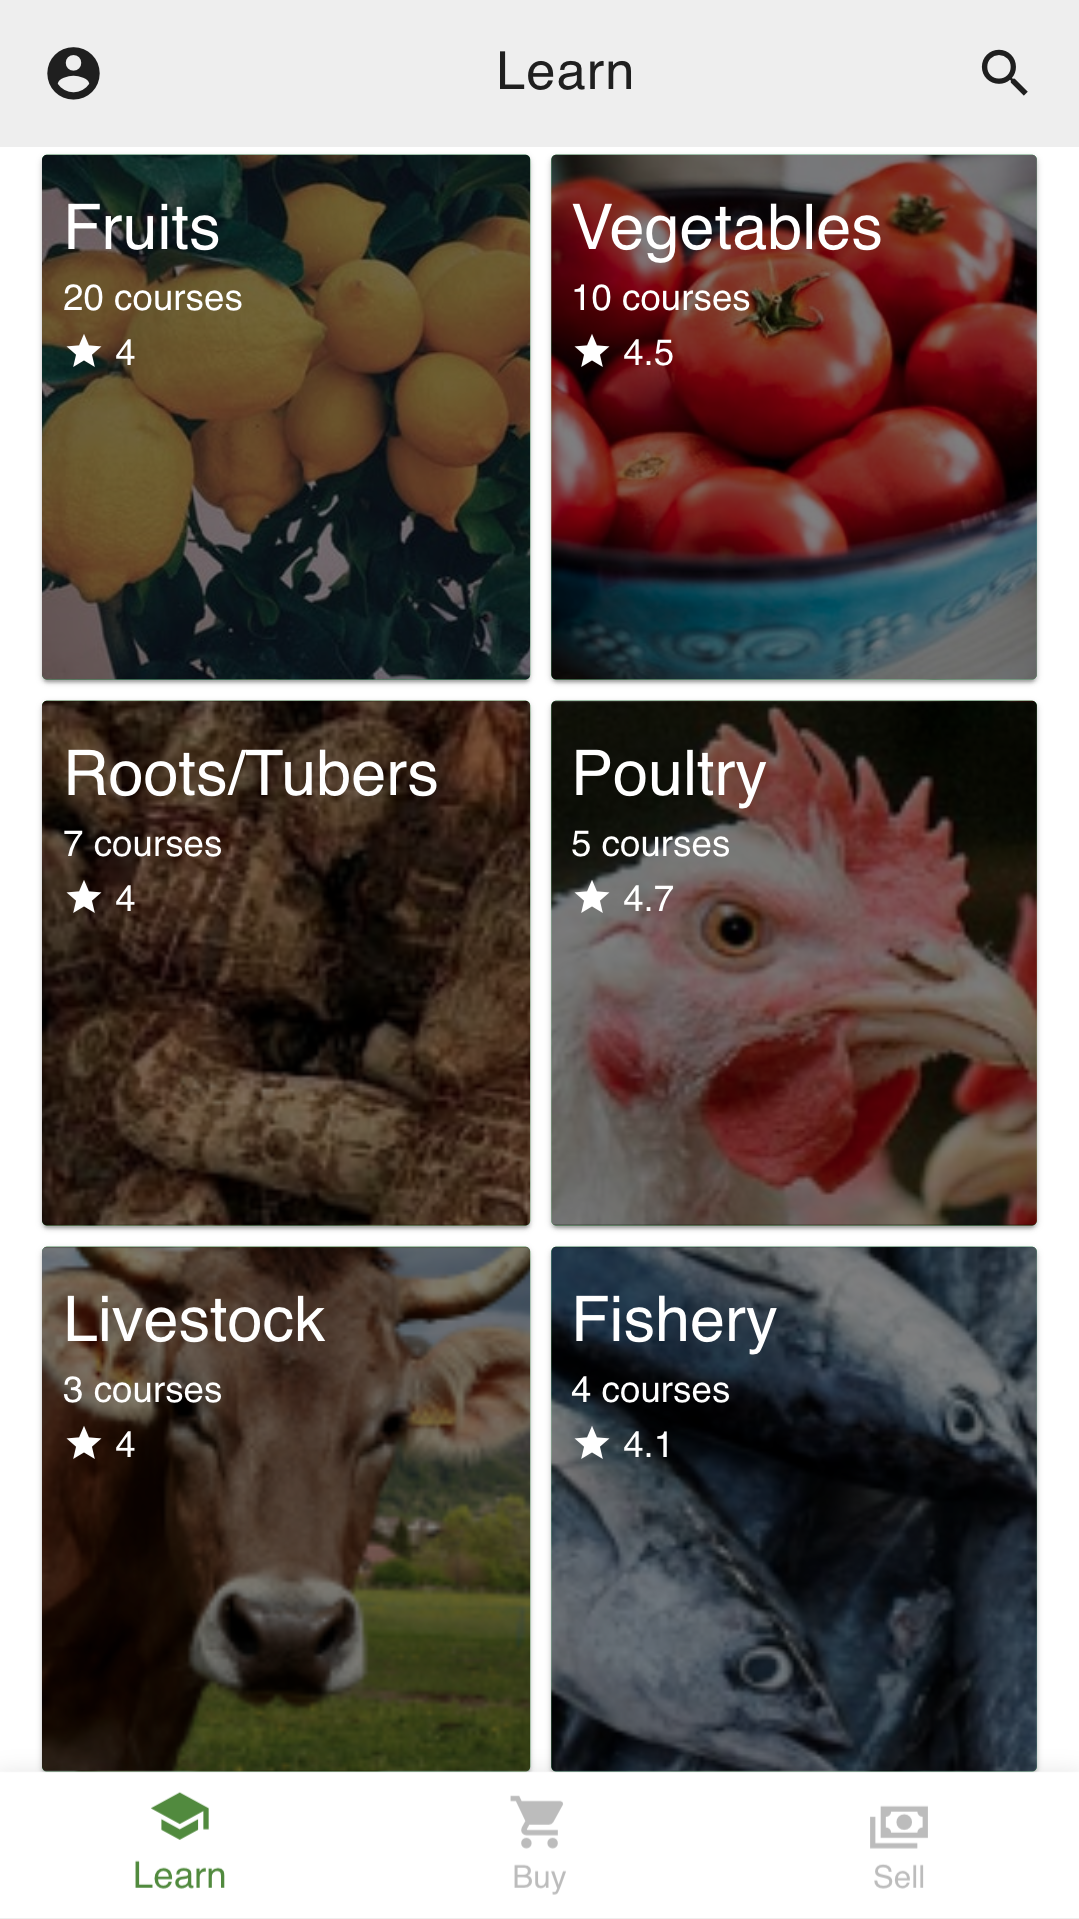 Learn
Fruits
20 courses
4
Vegetables
10 courses
4.5
Roots/Tubers
7 courses
4
Poultry
5 courses
4.7
Livestock
3 courses
4
Fishery
4 courses
4.1
Learn
Buy
Sell